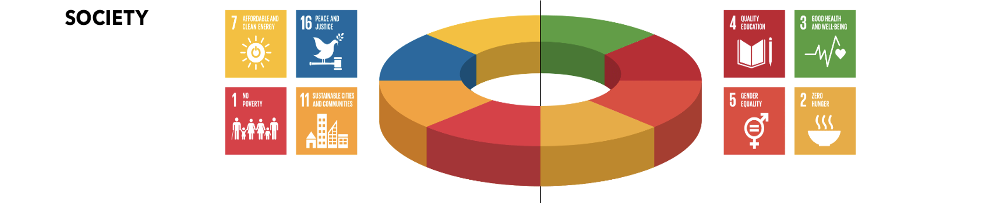 SOCIETY
7 AFFORDABLE AND
CLEAN ENERGY
16 PEACE AND
JUSTICE
4 QUALITY
EDUCATION
3 GOOD HEALTH
AND WELL-BEING
1 NO
POVERTY
11 SUSTAINABLE CITIES
AND COMMUNITIES
5 GENDER
EQUALITY
2 ZERO
HUNGER